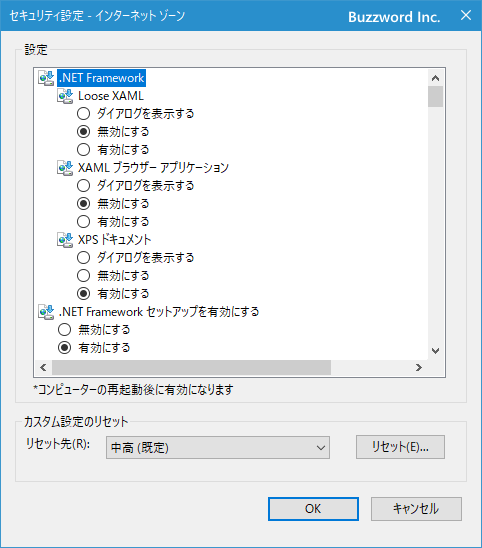 セキュリティ設定 - インターネット ゾーン
Buzzword Inc.
設定
.NET Framework
Loose XAML
ダイアログを表示する
無効にする
有効にする
XAML ブラウザー アプリケーション
ダイアログを表示する
無効にする
有効にする
XPS ドキュメント
ダイアログを表示する
無効にする
有効にする
.NET Framework セットアップを有効にする
無効にする
有効にする
*コンピューターの再起動後に有効になります
カスタム設定のリセット
リセット先(R):
中高 (既定)
リセット(E)...
OK
キャンセル